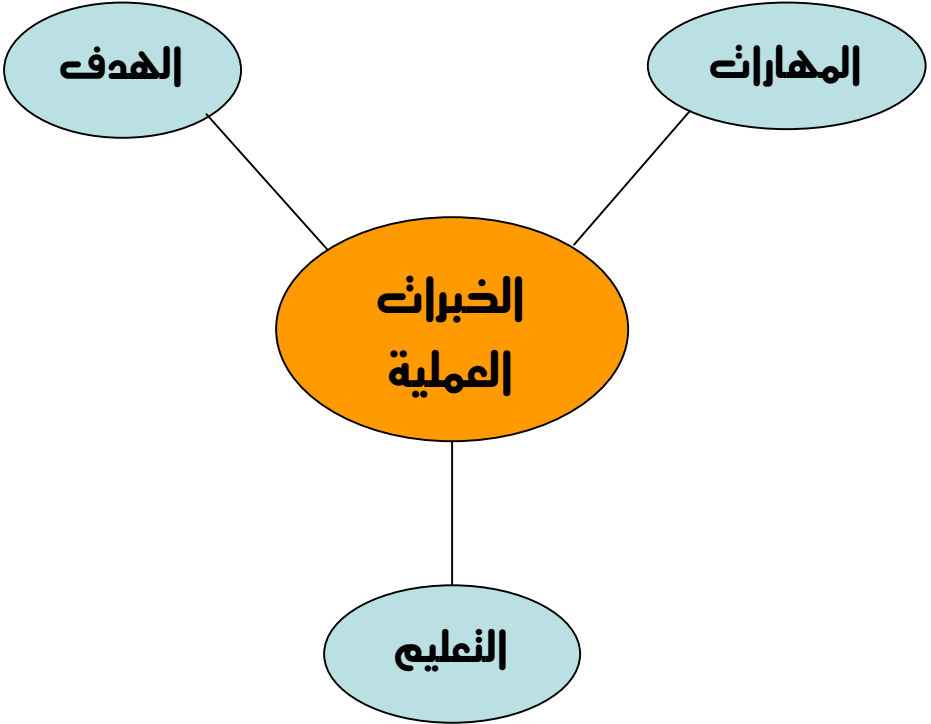 المهارات
الهدف
الخبرات
العملية
التعليم